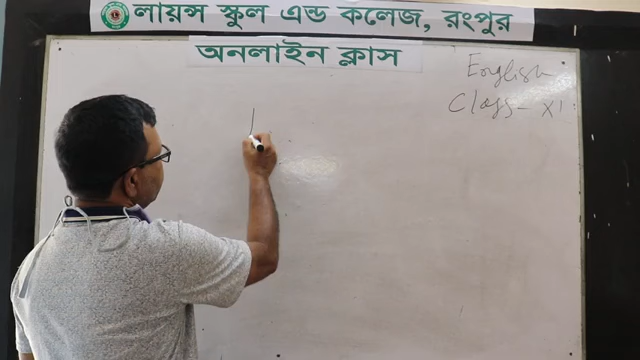 লায়ন্স স্কুল এন্ড কলেজ, রংপুর
অনলাইন ক্লাস
English
Class- XI